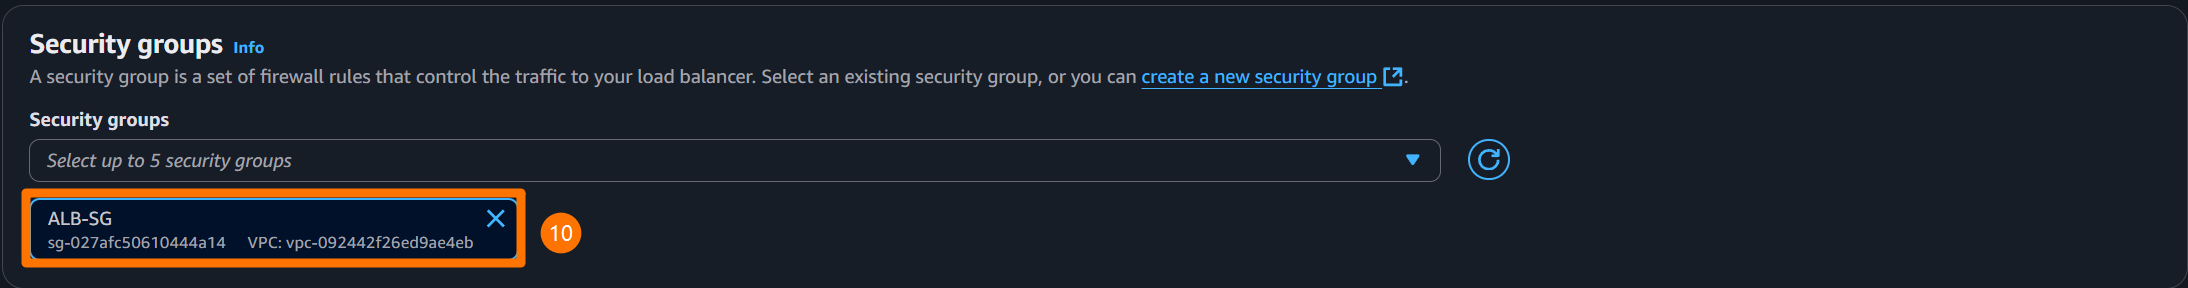 Security groups Info
A security group is a set of firewall rules that control the traffic to your load balancer. Select an existing security group, or you can create a new security group.
Security groups
Select up to 5 security groups
ALB-SG
sg-027afc50610444a14 VPC: vpc-092442f26ed9ae4eb
10